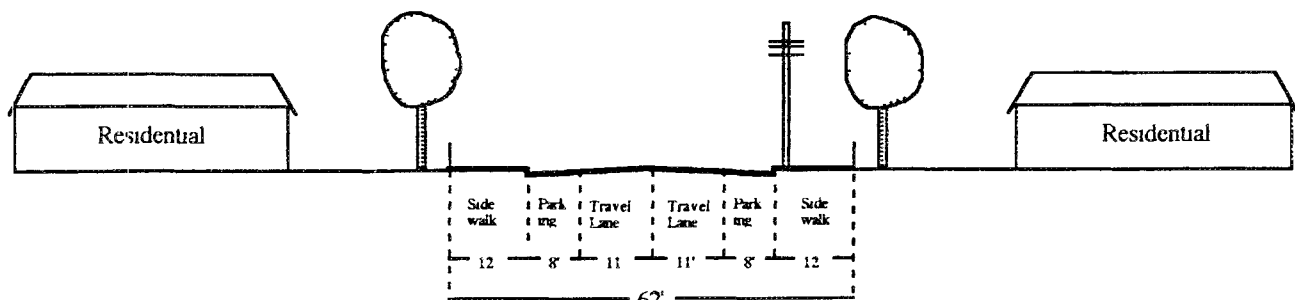 Residential
Residential
Side Park Travel Travel Park Side
walk ing Lane Lane ing walk
12 8' 11 11' 8' 12
62'